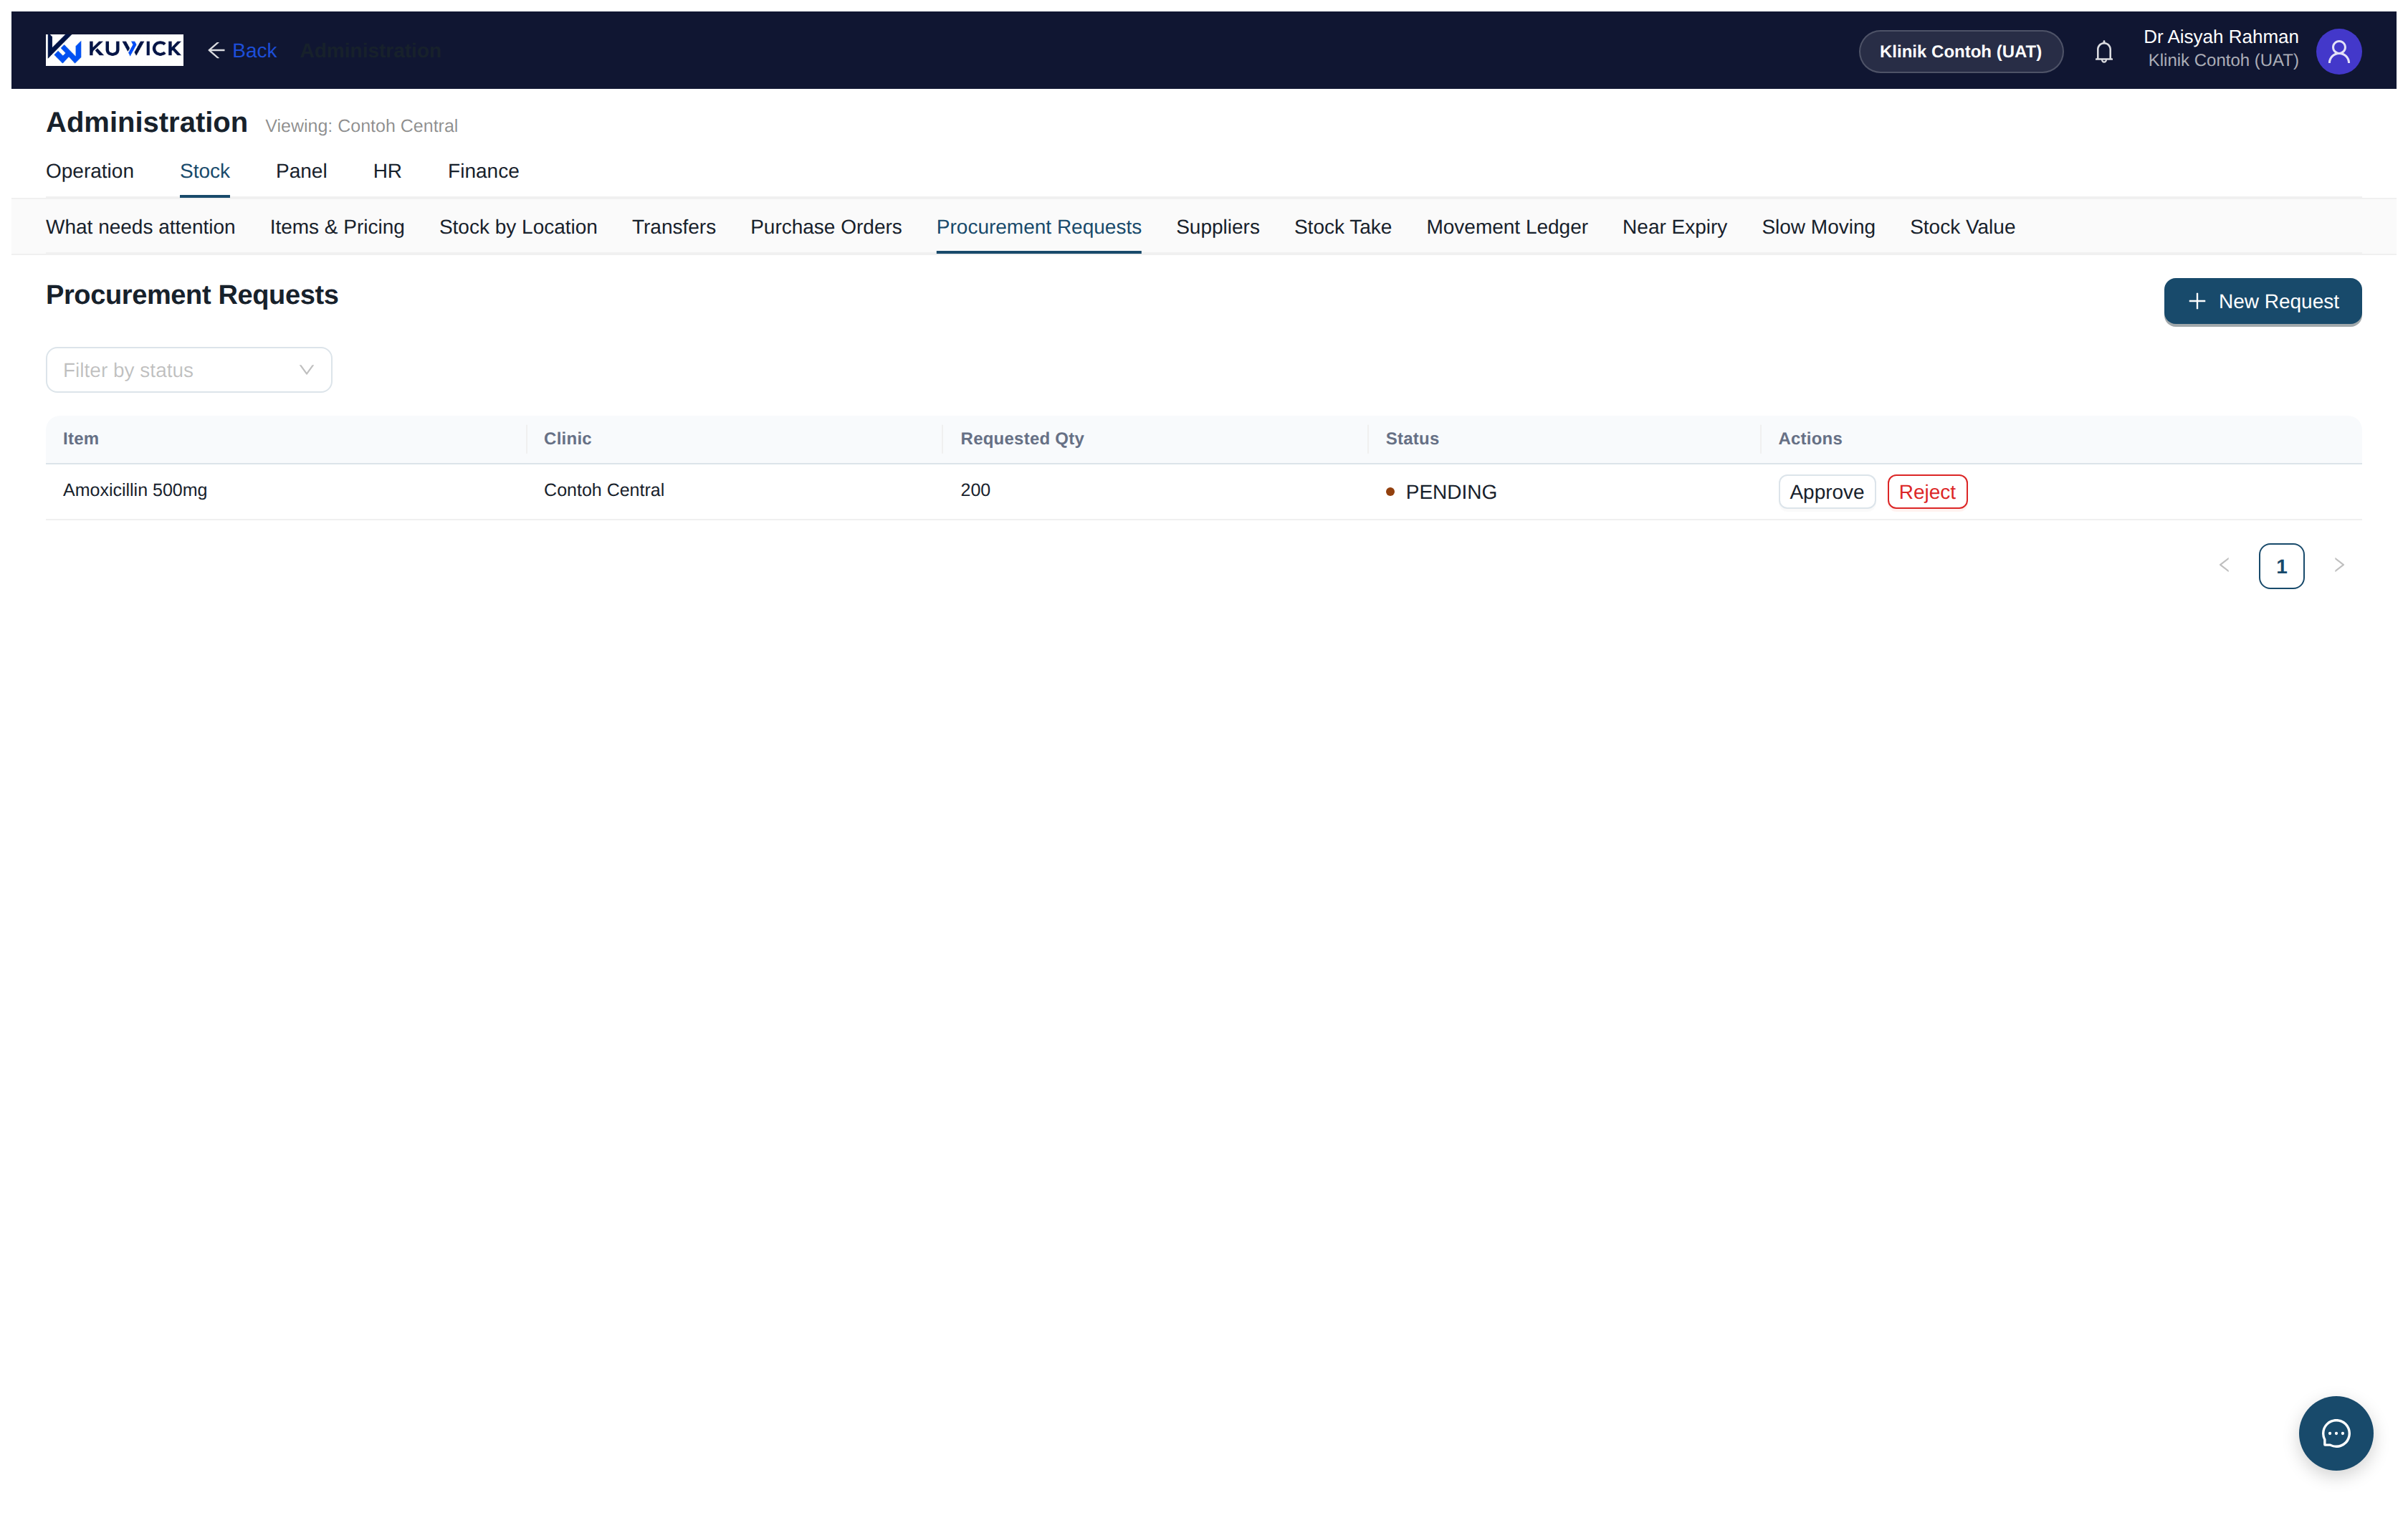 KUWICK
Back
Administration
Klinik Contoh (UAT)
Dr Aisyah Rahman
Klinik Contoh (UAT)
Administration
Viewing: Contoh Central
Operation
Stock
Panel
HR
Finance
What needs attention
Items & Pricing
Stock by Location
Transfers
Purchase Orders
Procurement Requests
Suppliers
Stock Take
Movement Ledger
Near Expiry
Slow Moving
Stock Value
Procurement Requests
New Request
Filter by status
Item
Clinic
Requested Qty
Status
Actions
Amoxicillin 500mg
Contoh Central
200
PENDING
Approve
Reject
1